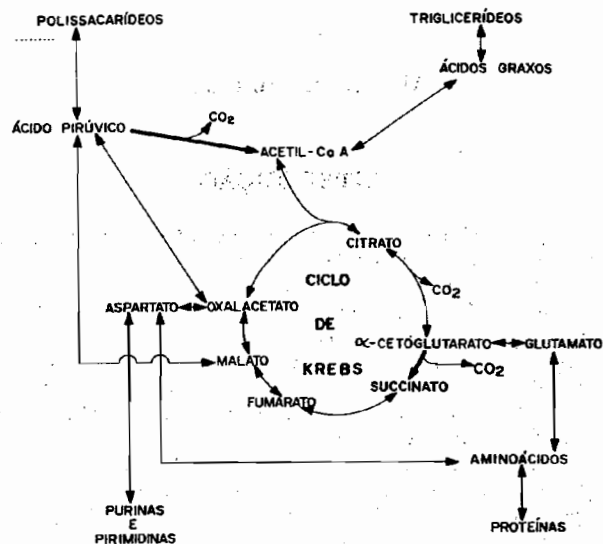 POLISSACARÍDEOS
TRIGLICERÍDEOS
ÁCIDOS GRAXOS
ÁCIDO PIRÚVICO
CO2
ACETIL-CoA
CITRATO
CICLO
CO2
ASPARTATO
OXALACETATO
DE
α-CETOGLUTARATO
GLUTAMATO
MALATO
KREBS
CO2
SUCCINATO
FUMARATO
AMINOÁCIDOS
PURINAS
E
PIRIMIDINAS
PROTEÍNAS